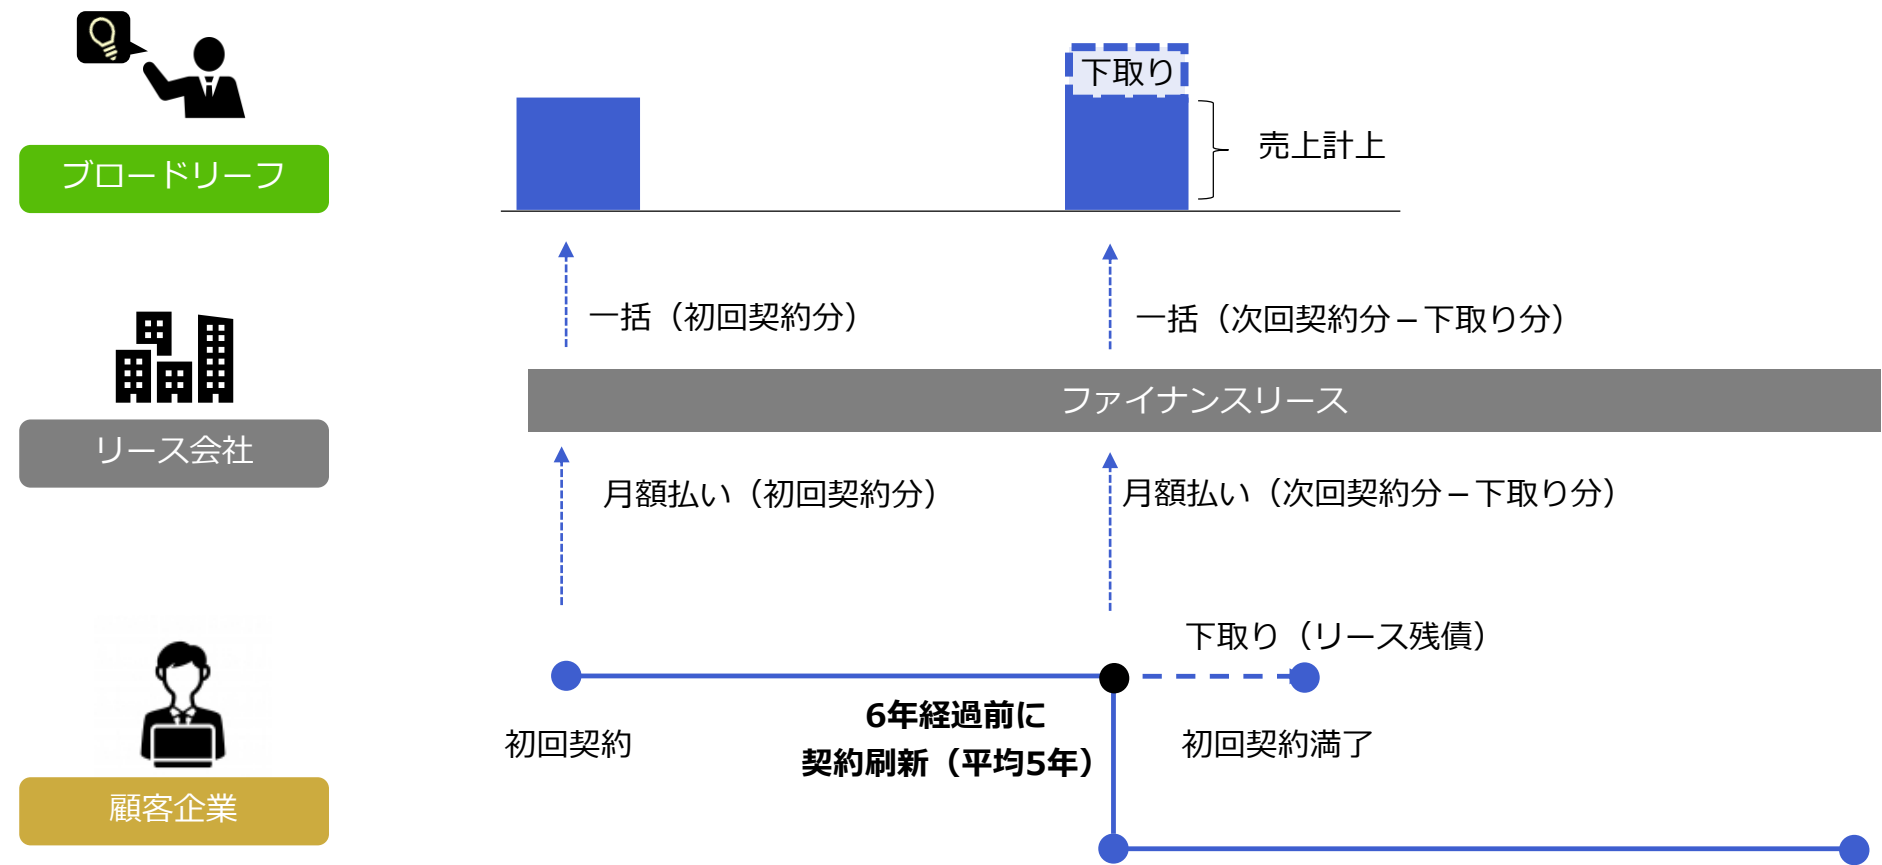 下取り
売上計上
ブロードリーフ
一括（初回契約分）
一括（次回契約分－下取り分）
ファイナンスリース
リース会社
月額払い（初回契約分）
月額払い（次回契約分－下取り分）
下取り（リース残債）
6年経過前に
契約刷新（平均5年）
初回契約
初回契約満了
顧客企業